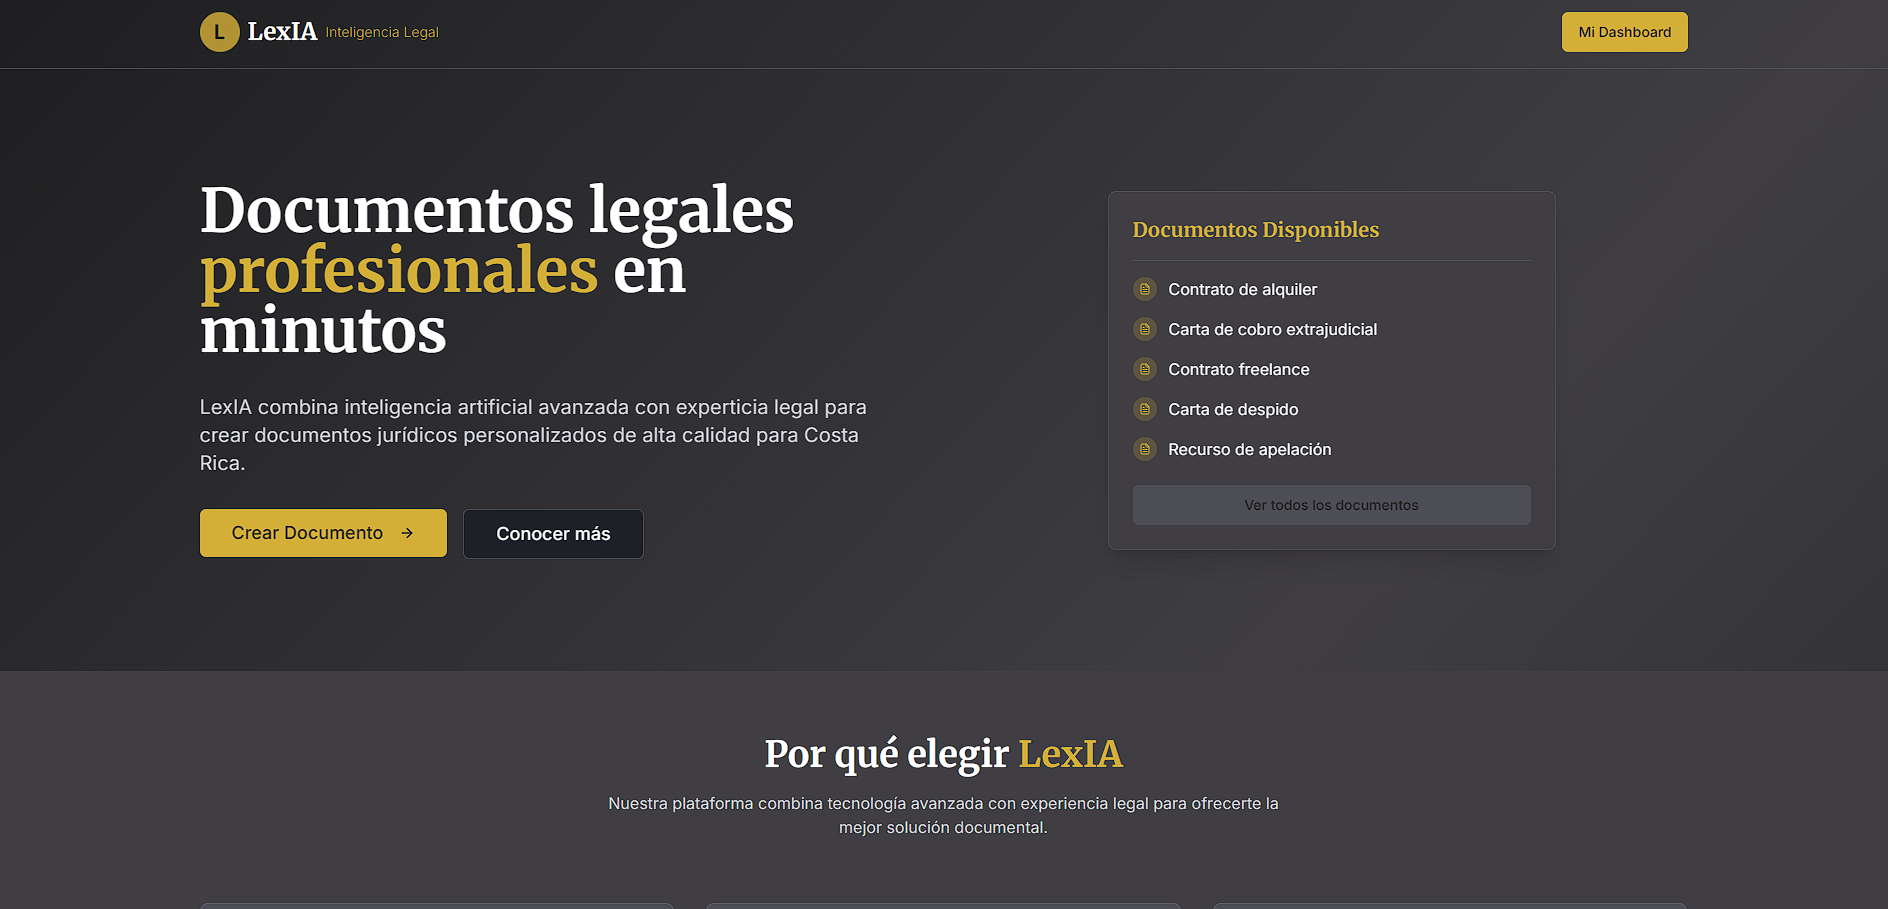 L LexIA Inteligencia Legal
Mi Dashboard
Documentos legales
profesionales en
minutos
LexIA combina inteligencia artificial avanzada con experticia legal para
crear documentos jurídicos personalizados de alta calidad para Costa
Rica.
Crear Documento →
Conocer más
Documentos Disponibles
Contrato de alquiler
Carta de cobro extrajudicial
Contrato freelance
Carta de despido
Recurso de apelación
Ver todos los documentos
Por qué elegir LexIA
Nuestra plataforma combina tecnología avanzada con experiencia legal para ofrecerte la
mejor solución documental.